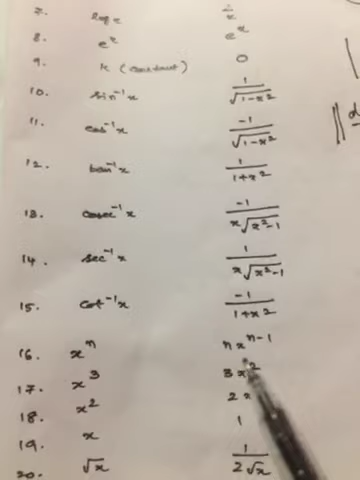 7. log x 1/x
8. eˣ eˣ
9. k (constant) 0
10. sin⁻¹x 1/√(1-x²)
11. cos⁻¹x -1/√(1-x²)
12. tan⁻¹x 1/(1+x²)
13. cosec⁻¹x -1/(x√(x²-1))
14. sec⁻¹x 1/(x√(x²-1))
15. cot⁻¹x -1/(1+x²)
16. xⁿ nxⁿ⁻¹
17. x³ 3x²
18. x² 2x
19. x 1
20. √x 1/(2√x)